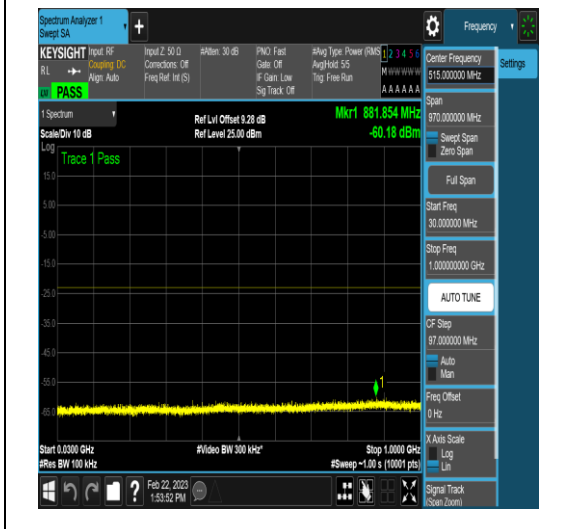 Spectrum Analyzer 1
Swept SA
+
Frequency
KEYSIGHT
RL
PASS
Input: RF
Coupling: DC
Align: Auto
Input Z: 50 Ω
Corrections: Off
Freq Ref: Int (S)
#Atten: 30 dB
PNO: Fast
Gate: Off
IF Gain: Low
Sig Track: Off
#Avg Type: Power (RMS
Avg|Hold: 5/5
Trig: Free Run
1 2 3 4 5 6
M W W W W W
A A A A A A
1 Spectrum
Scale/Div 10 dB
Ref Lvl Offset 9.28 dB
Ref Level 25.00 dBm
Mkr1 881.854 MHz
-60.18 dBm
Log
Trace 1 Pass
15.0
5.00
-5.00
-15.0
-25.0
-35.0
-45.0
-55.0
-65.0
1
Start 0.0300 GHz
#Res BW 100 kHz
#Video BW 300 kHz*
Stop 1.0000 GHz
#Sweep ~1.00 s (10001 pts)
?
Feb 22, 2023
1:53:52 PM
Center Frequency
515.000000 MHz
Span
970.000000 MHz
Swept Span
Zero Span
Full Span
Start Freq
30.000000 MHz
Stop Freq
1.000000000 GHz
AUTO TUNE
CF Step
97.000000 MHz
Auto
Man
Freq Offset
0 Hz
X Axis Scale
Log
Lin
Signal Track
(Span Zoom)
Settings